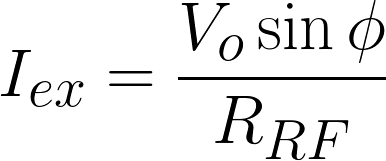 I_{ex} = \frac{V_o \sin \phi}{R_{RF}}